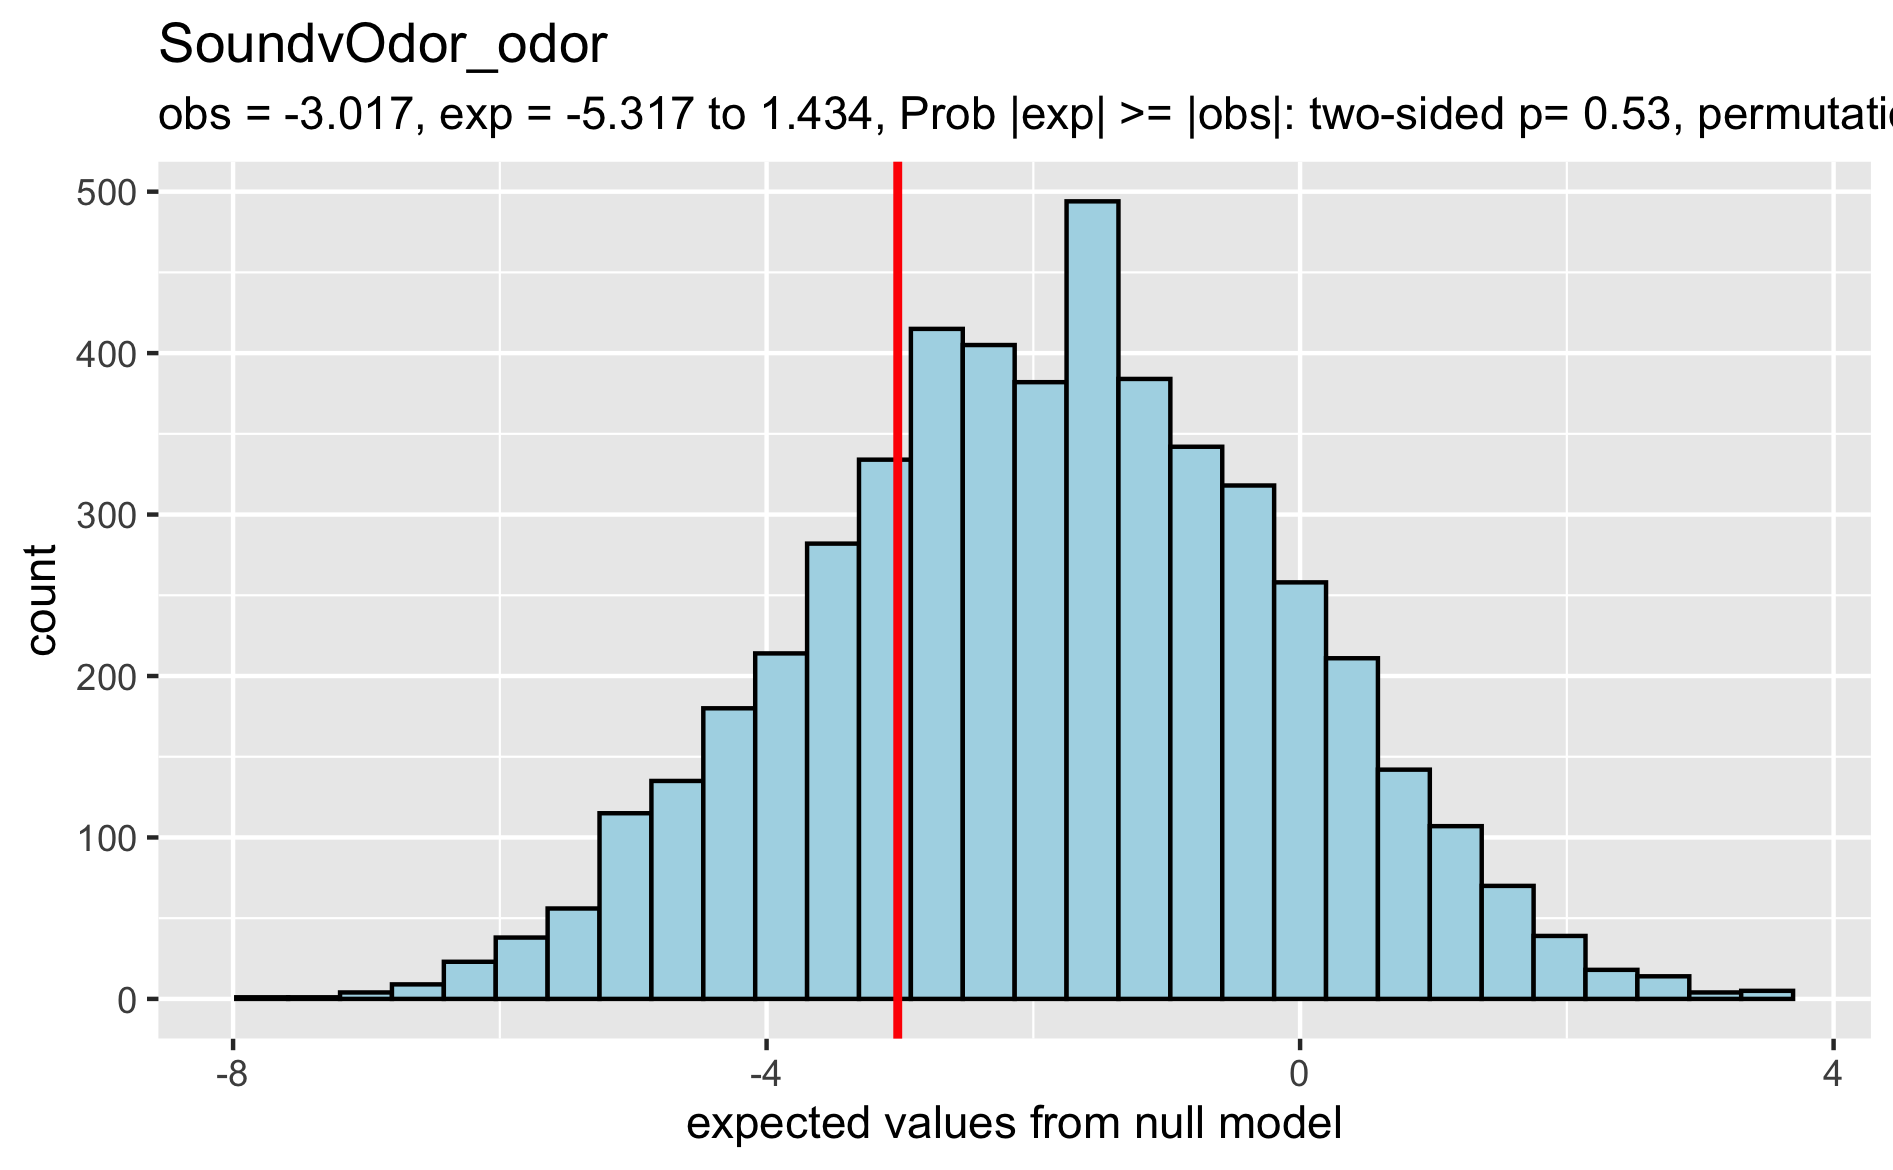 SoundvOdor_odor
obs = -3.017, exp = -5.317 to 1.434, Prob |exp| >= |obs|: two-sided p= 0.53,
500
400
300
200
100
0
count
-8 -4 0 4
expected values from null model